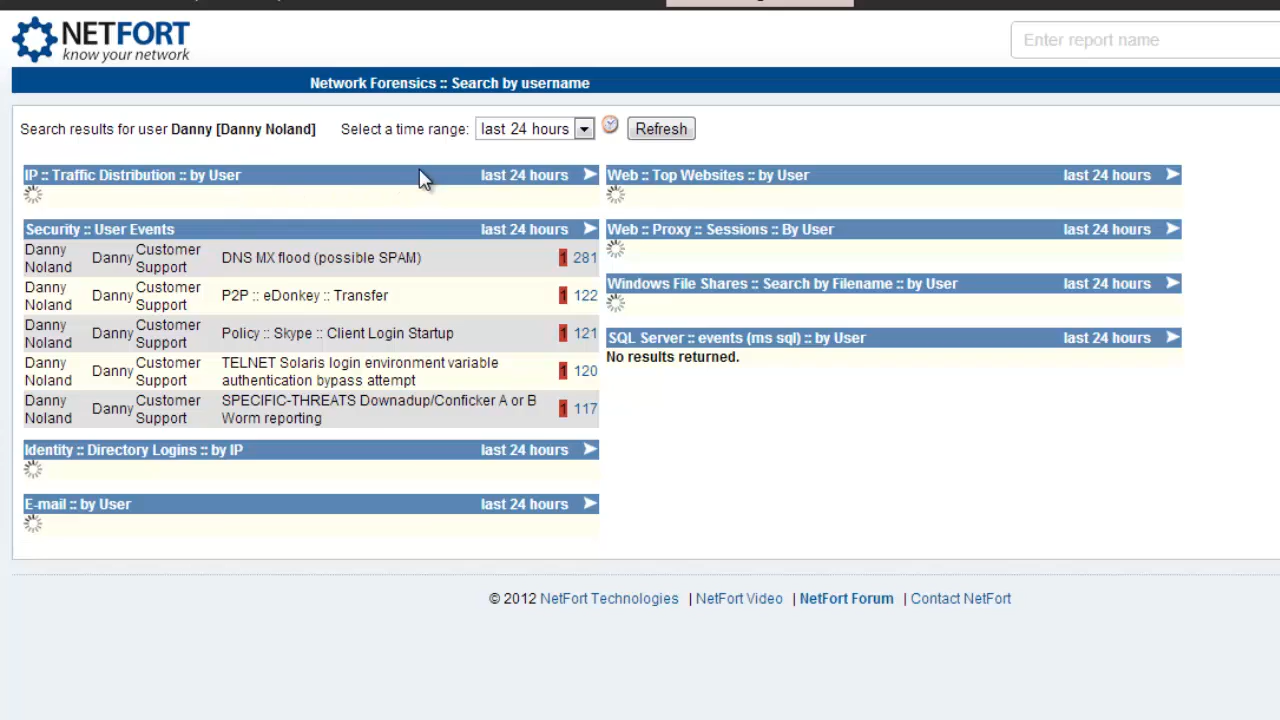 NETFORT
know your network
Enter report name
Network Forensics :: Search by username
Search results for user Danny [Danny Noland] Select a time range: last 24 hours Refresh
IP :: Traffic Distribution :: by User last 24 hours
Security :: User Events last 24 hours
Danny Noland Danny Customer Support DNS MX flood (possible SPAM) 1 281
Danny Noland Danny Customer Support P2P :: eDonkey :: Transfer 1 122
Danny Noland Danny Customer Support Policy :: Skype :: Client Login Startup 1 121
Danny Noland Danny Customer Support TELNET Solaris login environment variable authentication bypass attempt 1 120
Danny Noland Danny Customer Support SPECIFIC-THREATS Downadup/Conficker A or B Worm reporting 1 117
Identity :: Directory Logins :: by IP last 24 hours
E-mail :: by User last 24 hours
Web :: Top Websites :: by User last 24 hours
Web :: Proxy :: Sessions :: By User last 24 hours
Windows File Shares :: Search by Filename :: by User last 24 hours
SQL Server :: events (ms sql) :: by User last 24 hours
No results returned.
© 2012 NetFort Technologies | NetFort Video | NetFort Forum | Contact NetFort